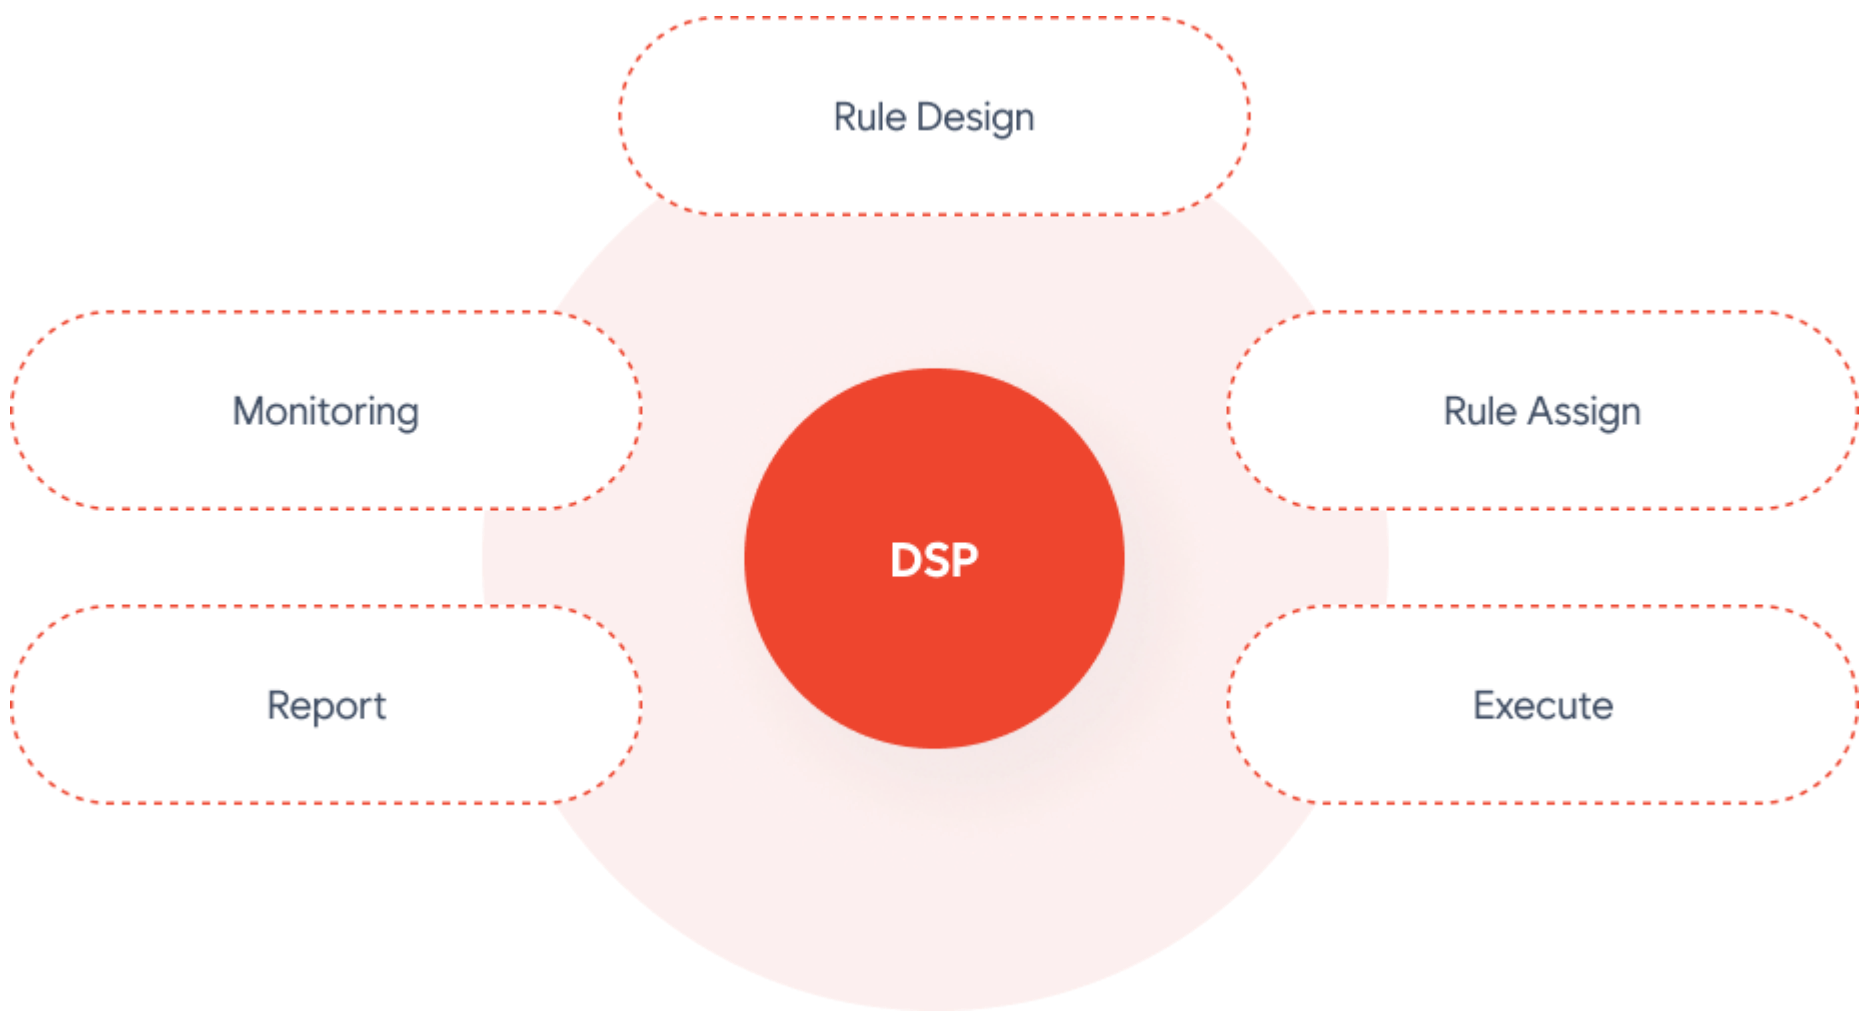 Rule Design
Monitoring
Rule Assign
DSP
Report
Execute